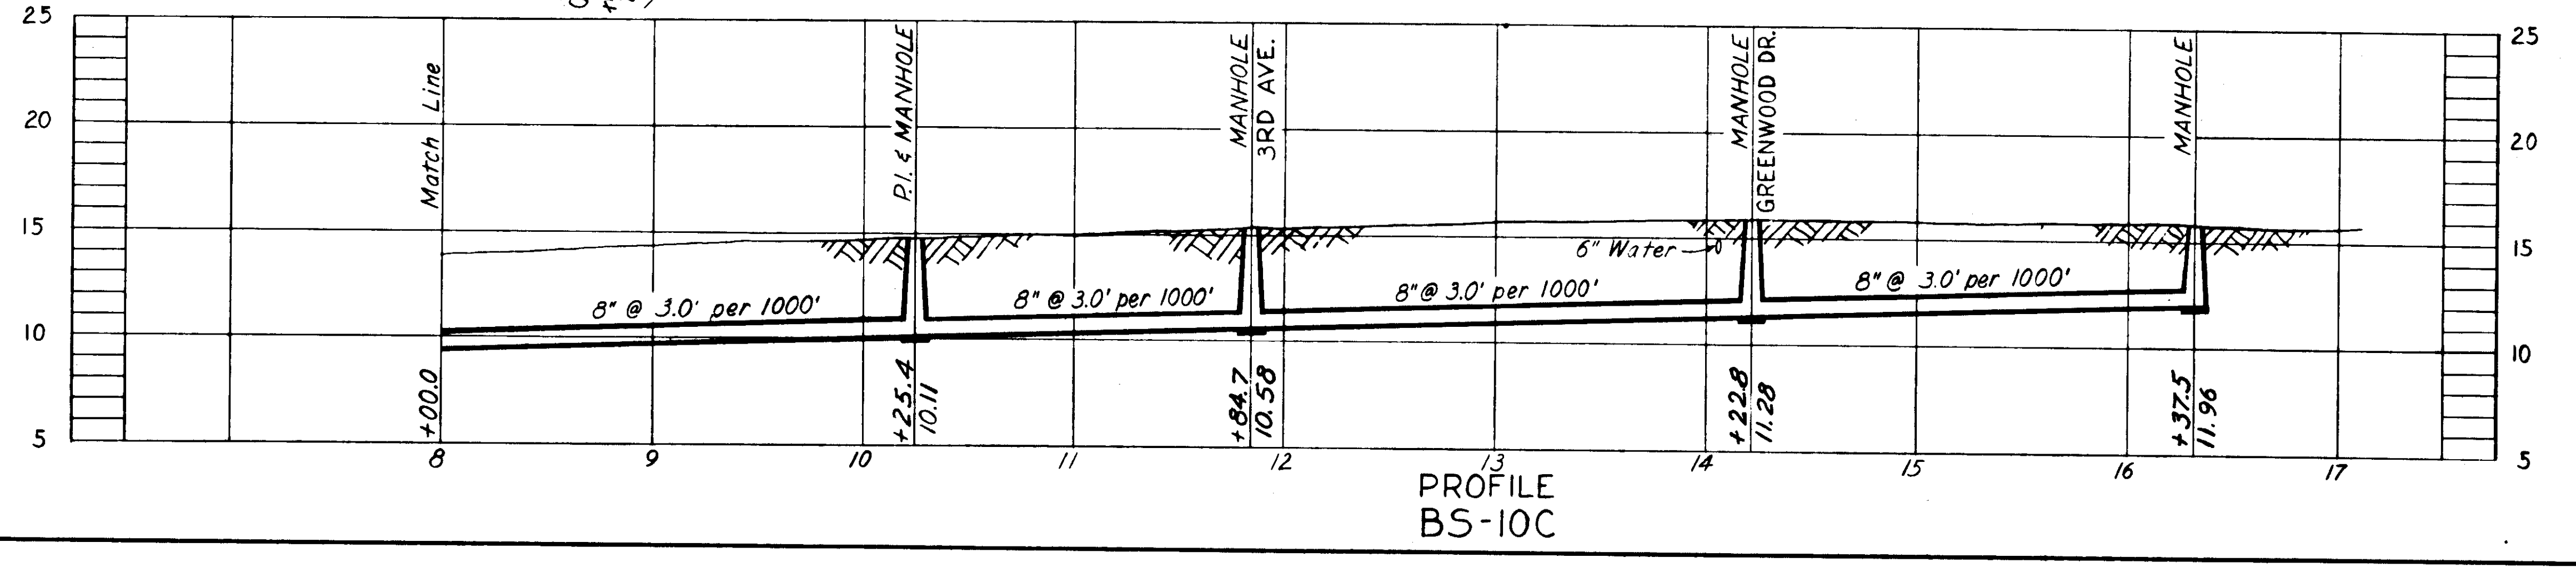 25
20
15
10
5
Match Line
P.I. & MANHOLE
MANHOLE
3RD AVE.
MANHOLE
GREENWOOD DR.
MANHOLE
25
20
15
10
5
6" Water
8" @ 3.0' per 1000'
8" @ 3.0' per 1000'
8" @ 3.0' per 1000'
8" @ 3.0' per 1000'
+00.0
+25.4
10.11
+84.7
10.58
+22.8
11.28
+37.5
11.96
8 9 10 11 12 13 14 15 16 17
PROFILE
BS-10C